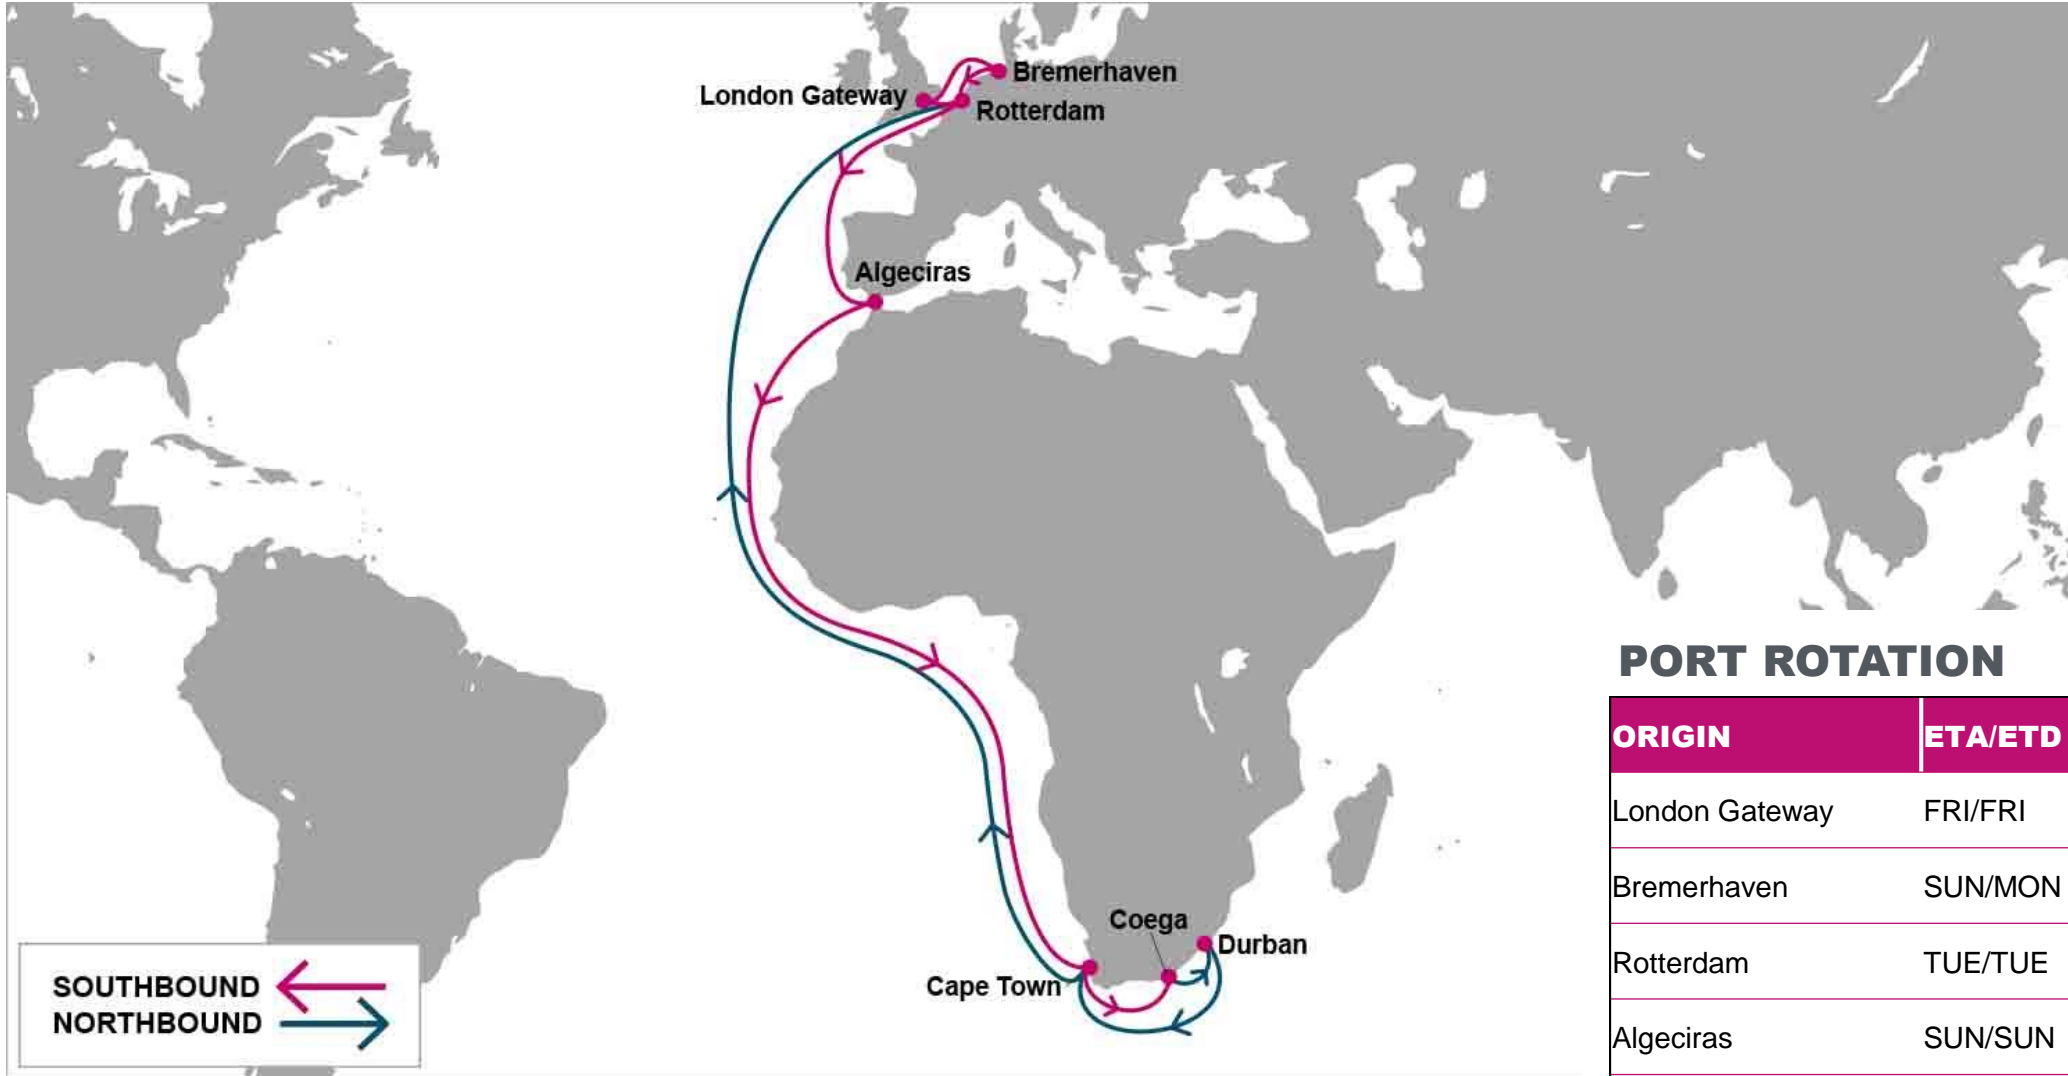 Bremerhaven
London Gateway
Rotterdam
Algeciras
Coega
Durban
Cape Town
SOUTHBOUND
NORTHBOUND
PORT ROTATION
ORIGIN ETA/ETD
London Gateway FRI/FRI
Bremerhaven SUN/MON
Rotterdam TUE/TUE
Algeciras SUN/SUN